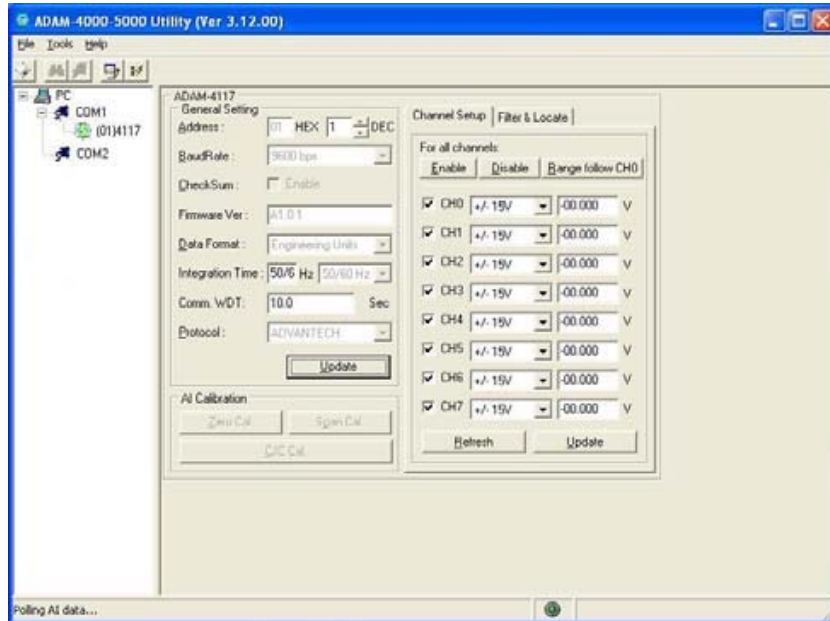 ADAM-4000-5000 Utility (Ver 3.12.00)
File Tools Help
PC
COM1
(01)4117
COM2
ADAM-4117
General Setting
Address : 01 HEX 1 DEC
BaudRate : 9600 bps
CheckSum : Enable
Firmware Ver : A1.01
Data Format : Engineering Units
Integration Time : 50/6 Hz 50/60 Hz
Comm. WDT: 10.0 Sec
Protocol : ADVANTECH
Update
AI Calibration
Zero Cal. Span Cal.
CJC Cal.
Channel Setup Filter & Locate
For all channels:
Enable Disable Range follow CH0
CH0 +/- 15V -00.000 V
CH1 +/- 15V -00.000 V
CH2 +/- 15V -00.000 V
CH3 +/- 15V -00.000 V
CH4 +/- 15V -00.000 V
CH5 +/- 15V -00.000 V
CH6 +/- 15V -00.000 V
CH7 +/- 15V -00.000 V
Refresh Update
Polling AI data...